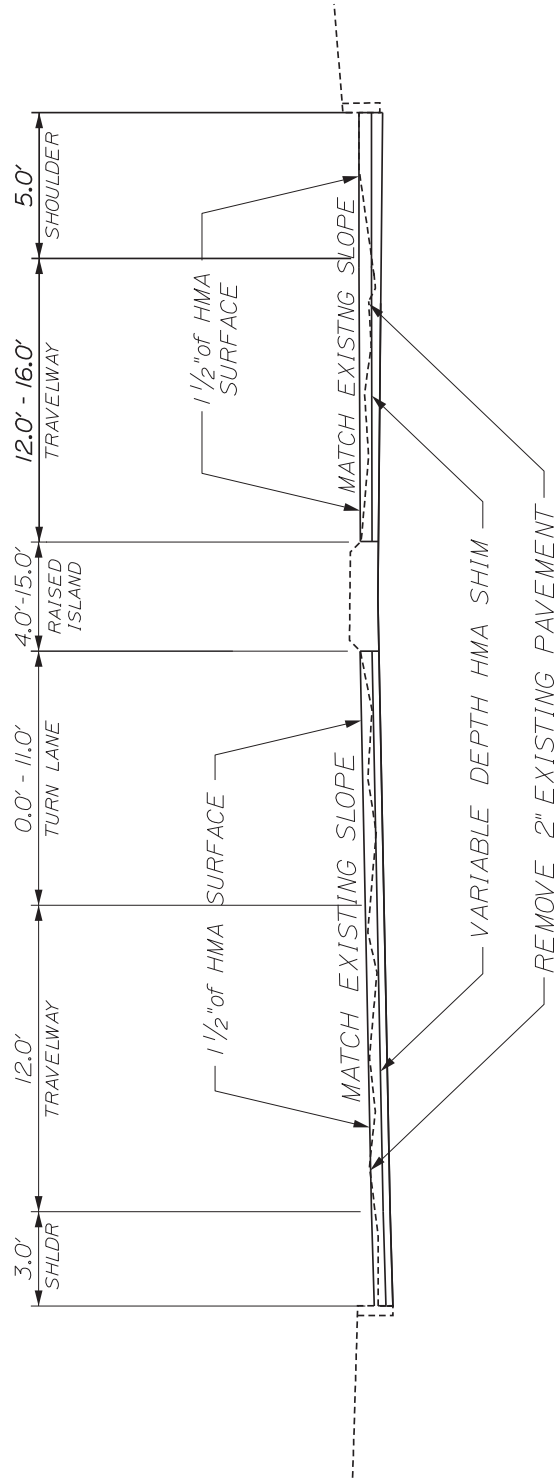 3.0'
SHLDR
12.0'
TRAVELWAY
0.0' - 11.0'
TURN LANE
4.0'-15.0'
RAISED
ISLAND
12.0' - 16.0'
TRAVELWAY
5.0'
SHOULDER
1 1/2"of HMA SURFACE
1 1/2"of HMA
SURFACE
MATCH EXISTING SLOPE
MATCH EXISTNG SLOPE
VARIABLE DEPTH HMA SHIM
REMOVE 2" EXISTING PAVEMENT